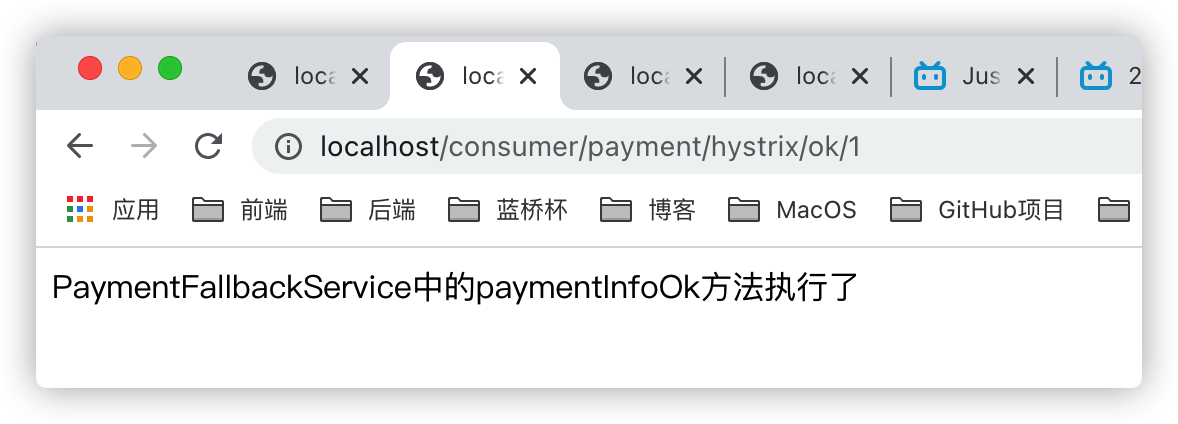 loca loca loca loca Jus 2
localhost/consumer/payment/hystrix/ok/1
应用 前端 后端 蓝桥杯 博客 MacOS GitHub项目
PaymentFallbackService中的paymentInfoOk方法执行了